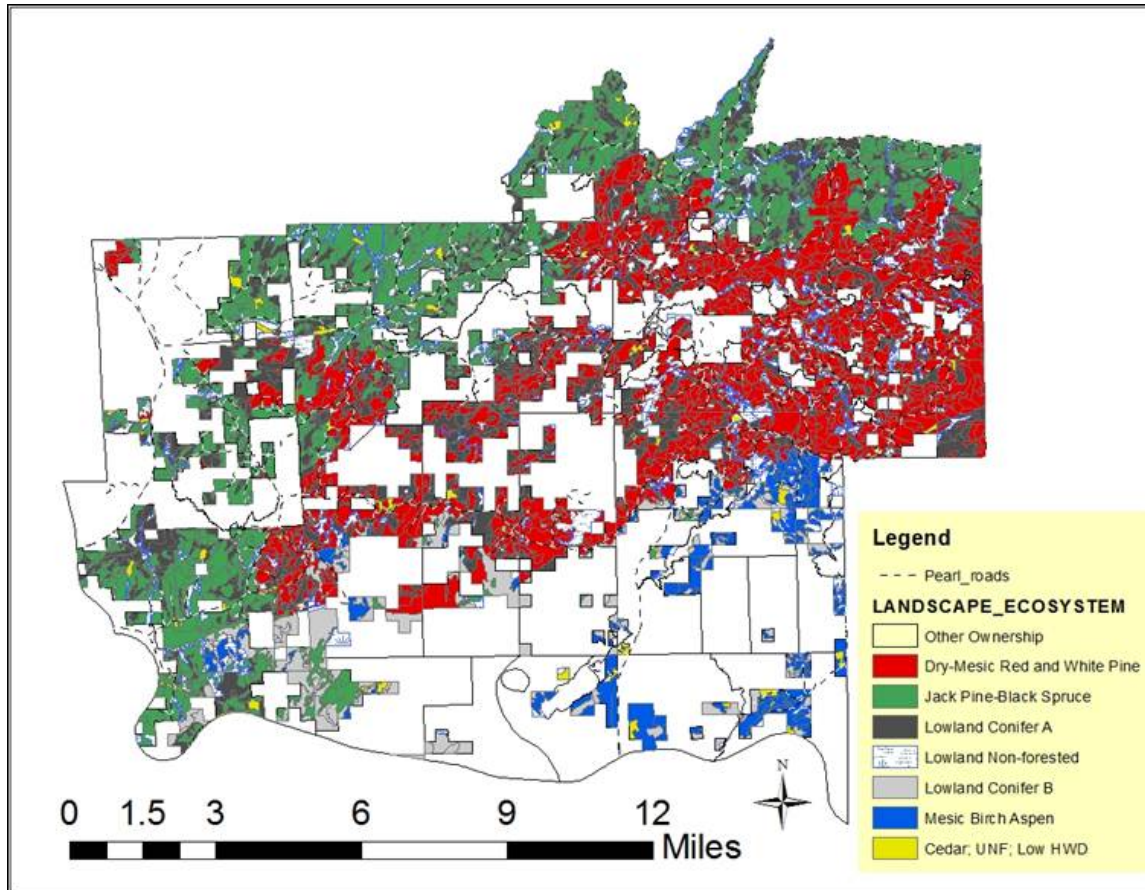 N
0 1.5 3 6 9 12
Miles
Legend
Pearl_roads
LANDSCAPE_ECOSYSTEM
Other Ownership
Dry-Mesic Red and White Pine
Jack Pine-Black Spruce
Lowland Conifer A
Lowland Non-forested
Lowland Conifer B
Mesic Birch Aspen
Cedar; UNF; Low HWD